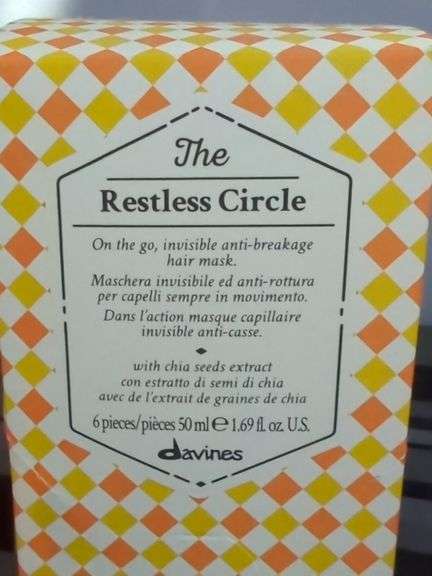 The
Restless Circle
On the go, invisible anti-breakage
hair mask.
Maschera invisibile ed anti-rottura
per capelli sempre in movimento.
Dans l'action masque capillaire
invisible anti-casse.
with chia seeds extract
con estratto di semi di chia
avec de l'extrait de graines de chia
6 pieces/pièces 50 ml ℮ 1.69 fl. oz. U.S.
davines